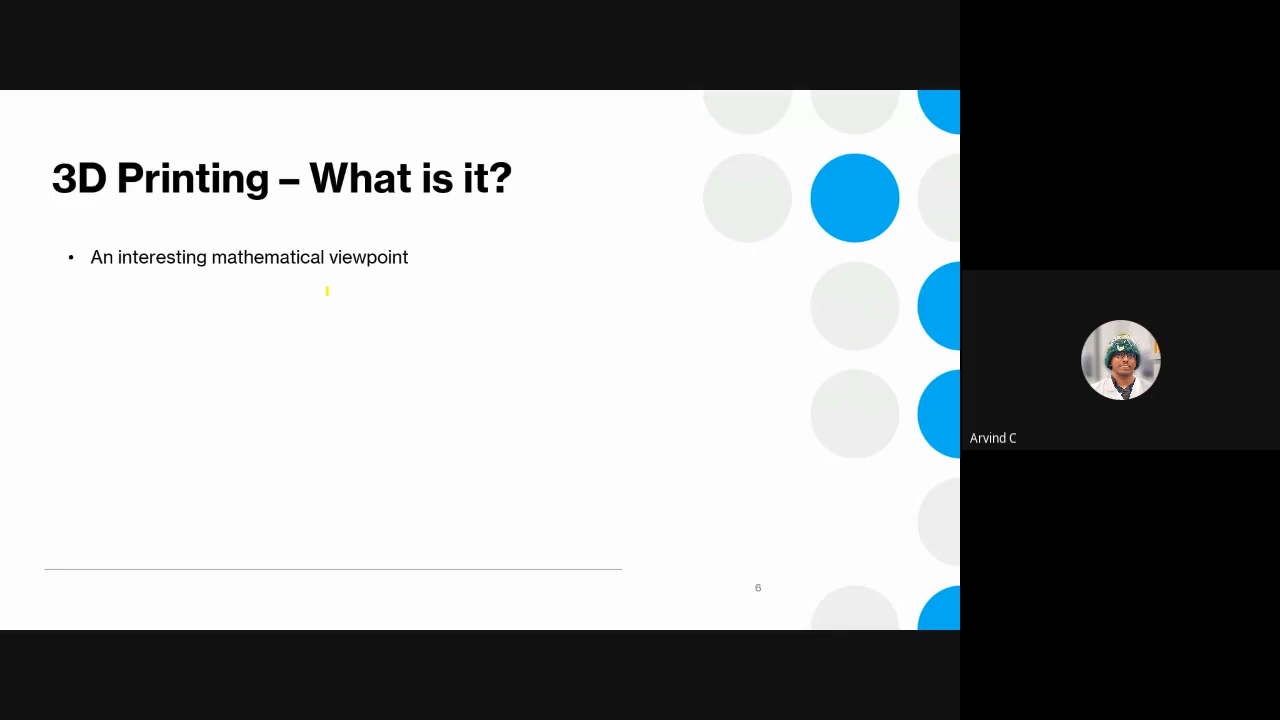 3D Printing – What is it?
• An interesting mathematical viewpoint
6
Arvind C